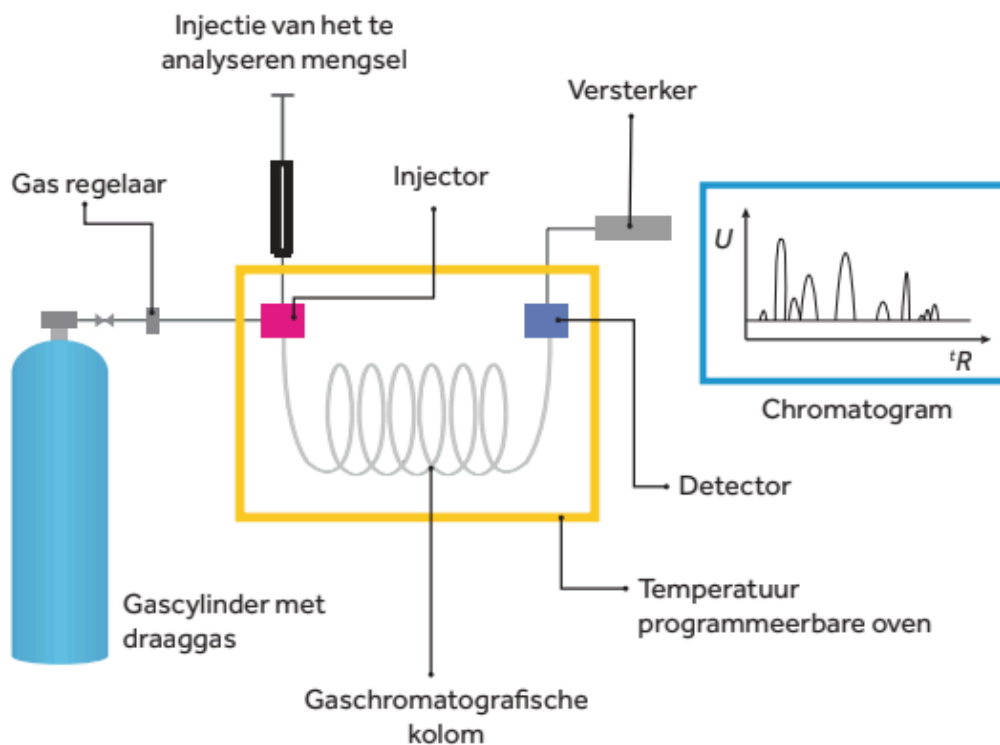 Injectie van het te
analyseren mengsel
Versterker
Gas regelaar
Injector
U
tR
Chromatogram
Detector
Gascylinder met
draaggas
Temperatuur
programmeerbare oven
Gaschromatografische
kolom